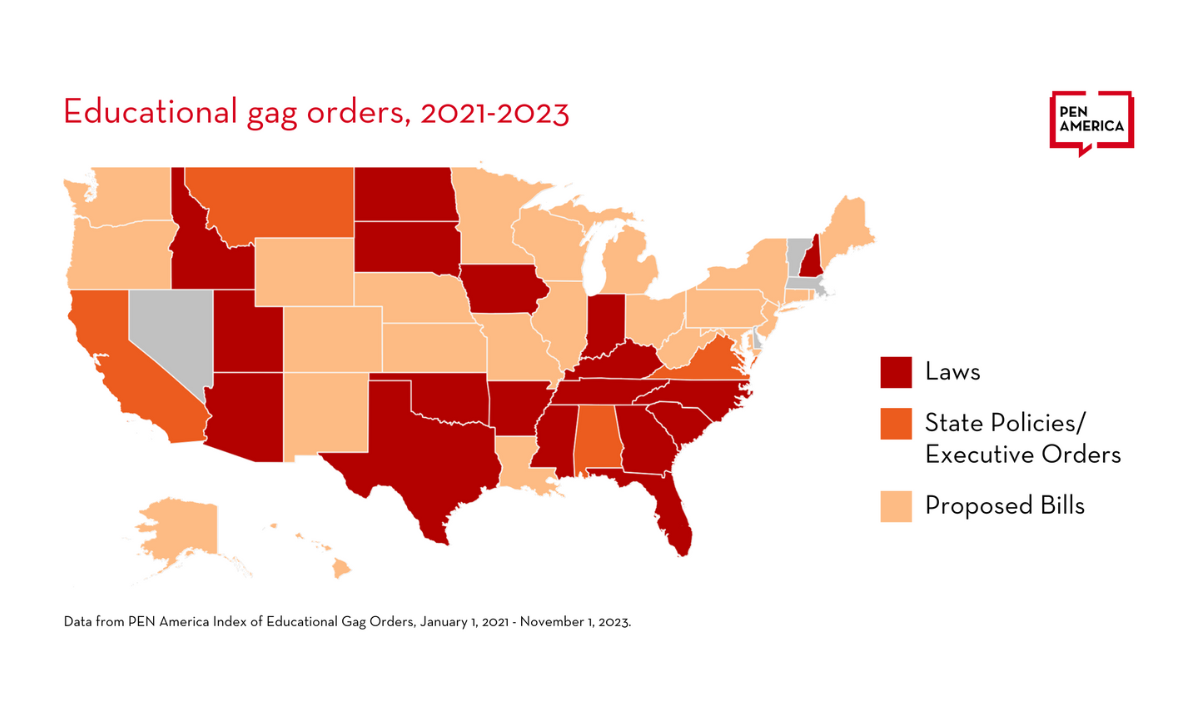 Educational gag orders, 2021-2023
PEN
AMERICA
Laws
State Policies/
Executive Orders
Proposed Bills
Data from PEN America Index of Educational Gag Orders, January 1, 2021 - November 1, 2023.